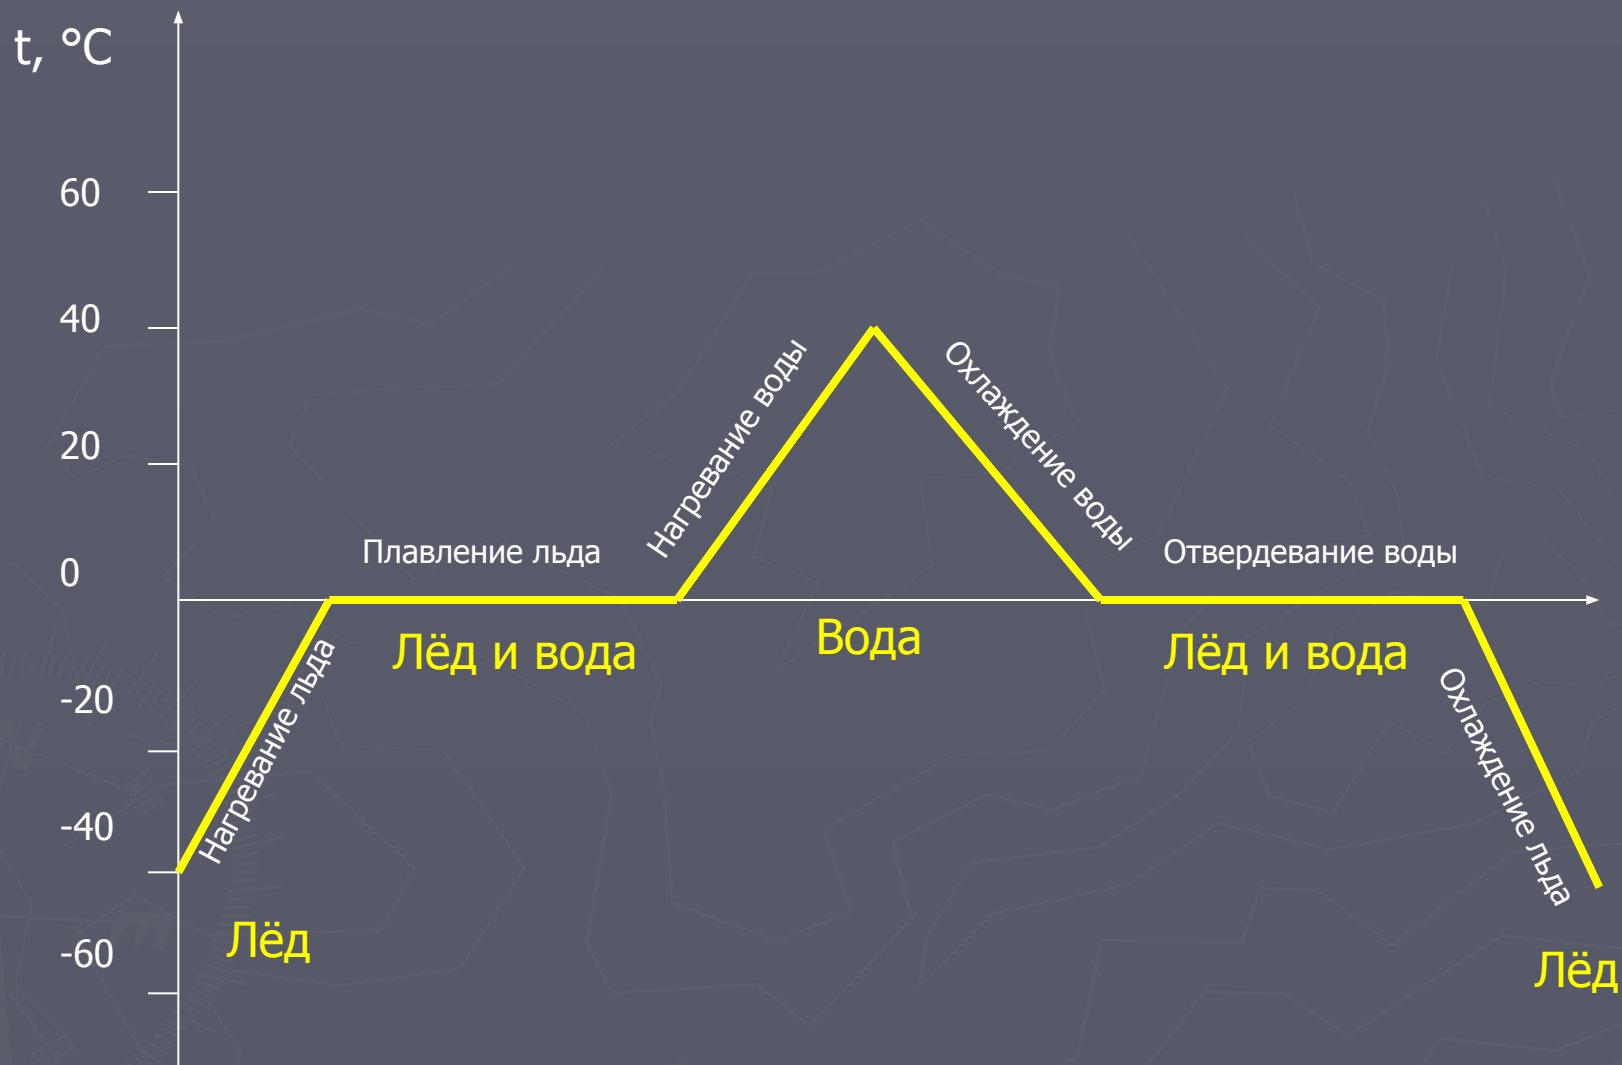 t, °C
60
40
20
0
-20
-40
-60
Нагревание льда
Плавление льда
Нагревание воды
Охлаждение воды
Отвердевание воды
Охлаждение льда
Лёд
Лёд и вода
Вода
Лёд и вода
Лёд